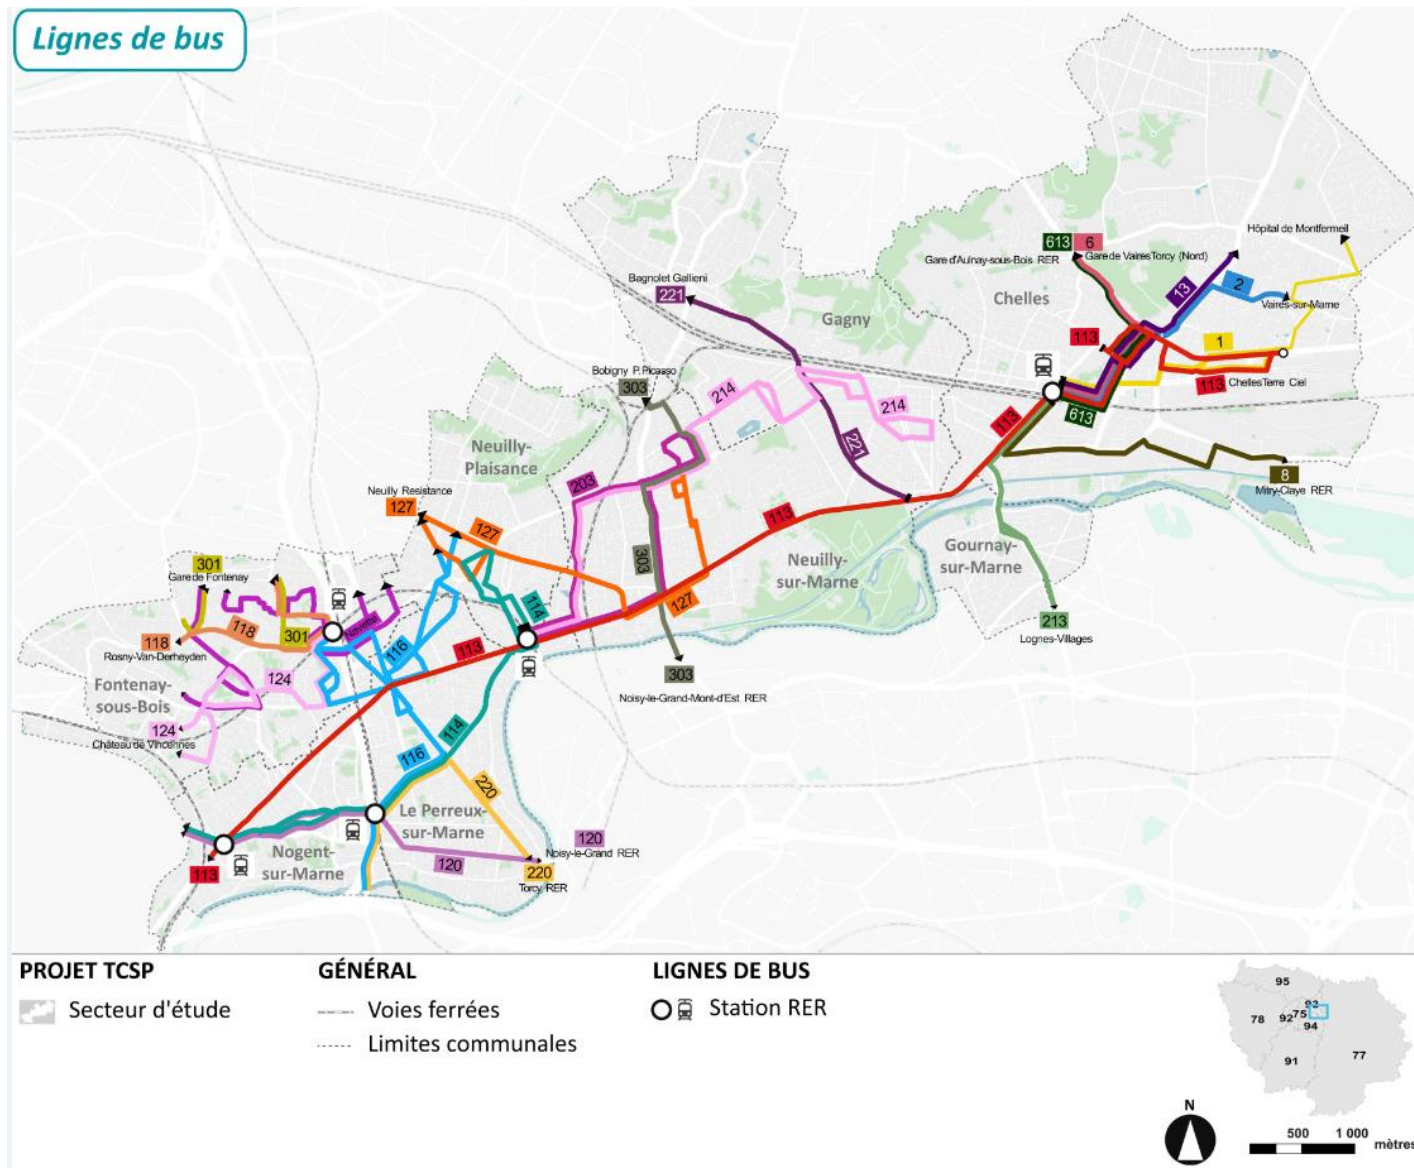 Lignes de bus
Hôpital de Montfermeil
613
6
Gare d'Aulnay-sous-Bois RER
Gare de Vaires Torcy (Nord)
Bagnolet Gallieni
221
Chelles
13
2
Vaires-sur-Marne
Gagny
113
1
Bobigny P. Picasso
303
214
214
113
Chelles Terre Ciel
613
113
221
Neuilly-
Plaisance
203
8
Mitry-Claye RER
Neuilly Resistance
127
127
113
303
Neuilly-
sur-Marne
Gournay-
sur-Marne
301
Gare de Fontenay
114
127
213
Lognes-Villages
118
118
301
Navette
116
113
Rosny-Van-Derheyden
303
Noisy-le-Grand-Mont-d'Est RER
Fontenay-
sous-Bois
124
124
Château de Vincennes
114
116
220
Le Perreux-
sur-Marne
120
Noisy-le-Grand RER
120
220
Torcy RER
Nogent-
sur-Marne
113
PROJET TCSP
Secteur d'étude
GÉNÉRAL
Voies ferrées
Limites communales
LIGNES DE BUS
Station RER
95
93
78
92
75
94
91
77
N
500
1 000
mètres